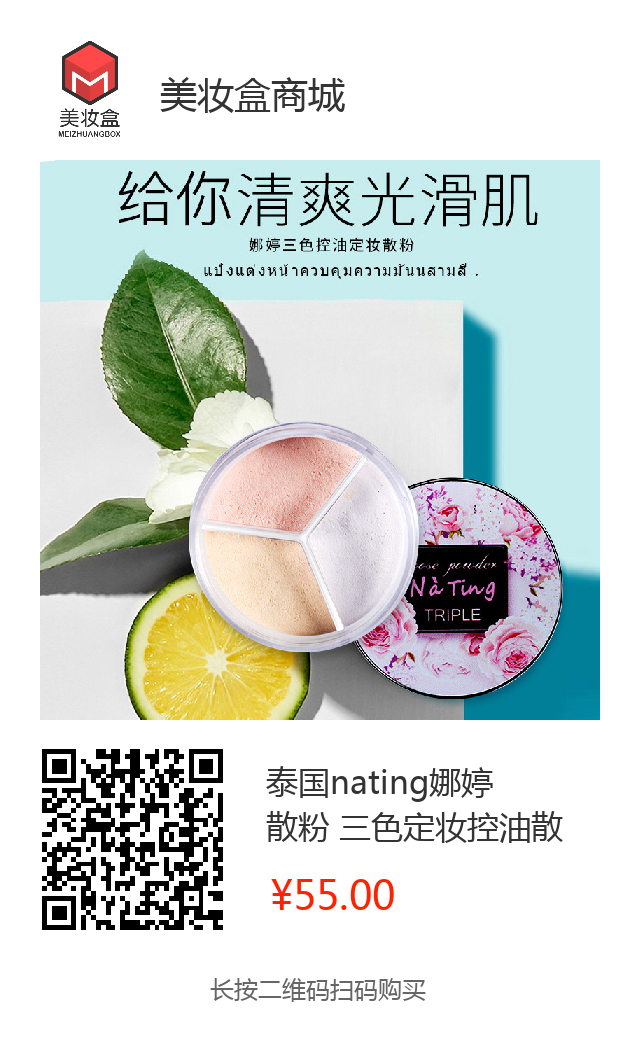 美妆盒
MEIZHUANGBOX
美妆盒商城
给你清爽光滑肌
娜婷三色控油定妆散粉
แป้งแต่งหน้าควบคุมความมันนสามสี .
powder
Nà Ting
TRIPLE
泰国nating娜婷
散粉 三色定妆控油散
¥55.00
长按二维码扫码购买